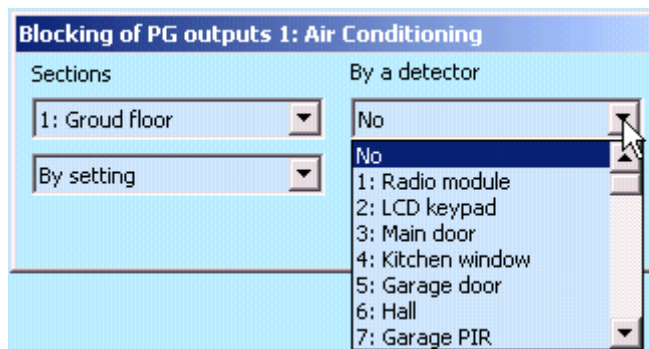 Blocking of PG outputs 1: Air Conditioning
Sections
By a detector
1: Groud floor
No
By setting
No
1: Radio module
2: LCD keypad
3: Main door
4: Kitchen window
5: Garage door
6: Hall
7: Garage PIR